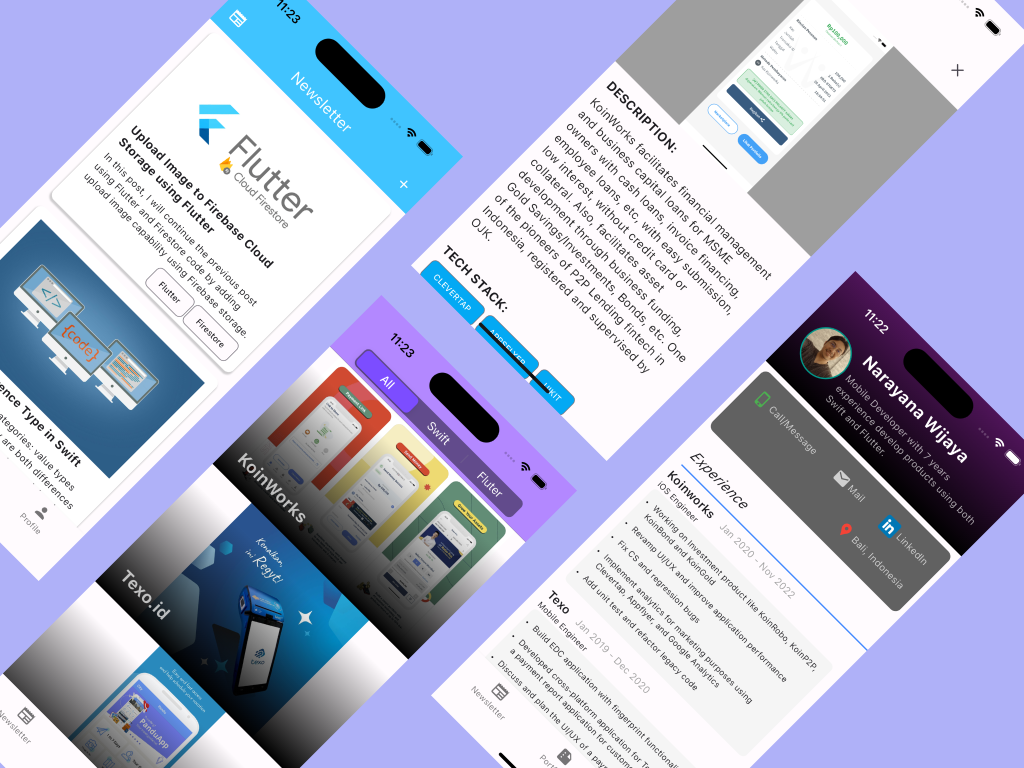 11:23
Newsletter
+
Flutter
Cloud Firestore
Upload Image to Firebase Cloud
Storage using Flutter
In this post, I will continue the previous post
using Flutter and Firestore code by adding
upload image capability using Firebase storage.
Flutter
Firestore
</>
{code}
ence Type in Swift
ategories: value types
are both differences
Profile
Rp100,000
DESCRIPTION:
KoinWorks facilitates financial management
and business capital loans for MSME
owners with cash loans, invoice financing,
employee loans, etc, with easy submission,
low interest, without credit card or
collateral. Also, facilitates asset
development through business funding,
Gold Savings/Investments, Bonds, etc. One
of the pioneers of P2P Lending fintech in
Indonesia, registered and supervised by
OJK.
TECH STACK:
CLEVERTAP
APPSFLYER
UIKIT
11:23
All
Swift
Fluter
KoinWorks
Kenalkan,
ini Regyt!
texo
Texo.id
PanduApp
Newsletter
11:22
Narayana Wijaya
Mobile Developer with 7 years
experience develop products using both
Swift and Flutter.
Call/Message
Mail
LinkedIn
Bali, Indonesia
Experience
Koinworks
Jan 2020 - Nov 2022
iOS Engineer
• Working on Investment product like KoinRobo, KoinP2P,
KoinBond and KoinGold
• Revamp UI/UX and improve application performance
• Fix CS and regression bugs
• Implement analytics for marketing purposes using
Clevertap, Appflyer, and Google Analytics
• Add unit test and refactor legacy code
Texo
Jan 2019 - Dec 2020
Mobile Engineer
• Build EDC application with fingerprint functional
• Developed cross-platform application for Te
a payment report application for custome
• Discuss and plan the UI/UX of a pa
Newsletter
Port